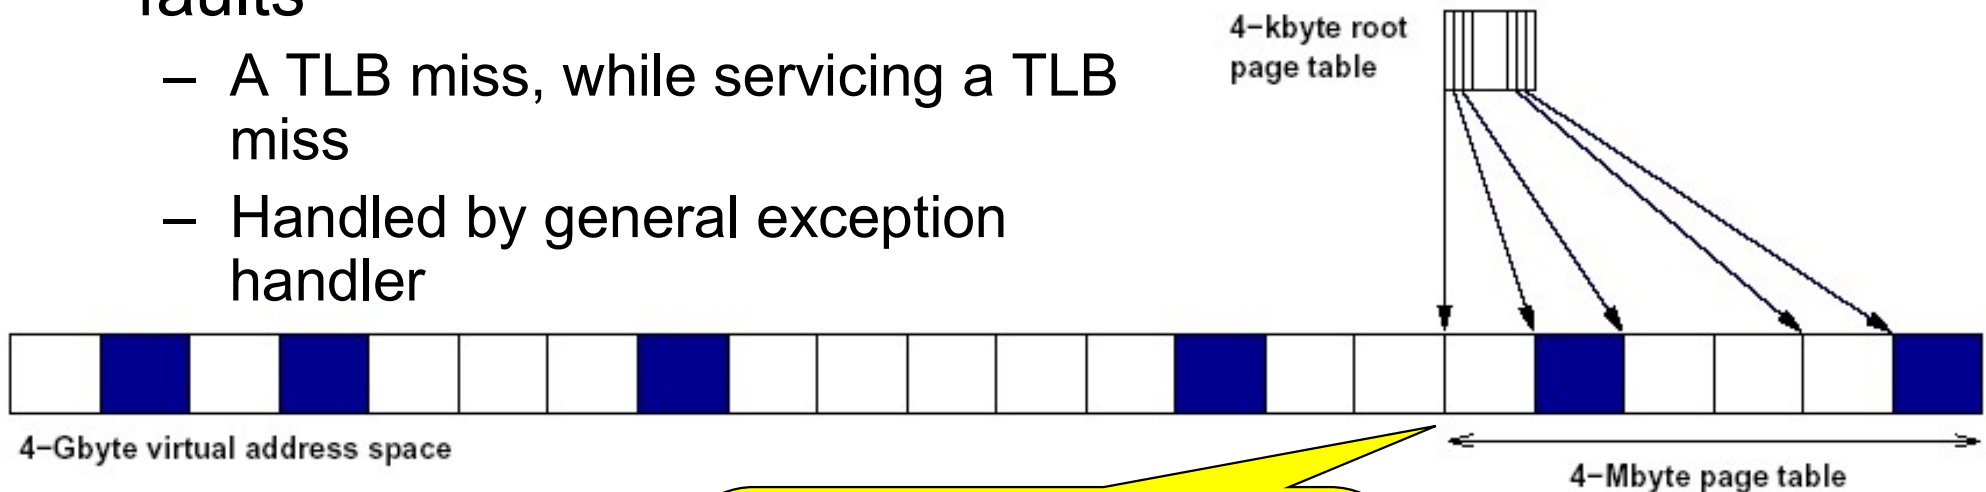 faults
– A TLB miss, while servicing a TLB
miss
– Handled by general exception
handler
4-kbyte root
page table
4-Gbyte virtual address space
4-Mbyte page table